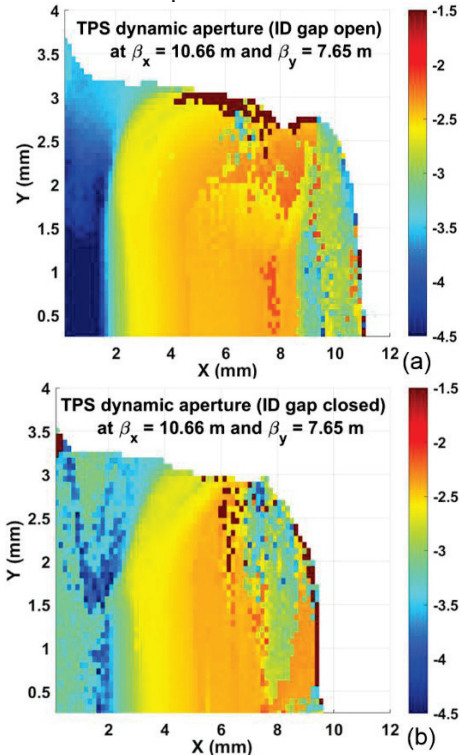 TPS dynamic aperture (ID gap open)
at βx = 10.66 m and βy = 7.65 m
4
3.5
3
2.5
2
1.5
1
0.5
Y (mm)
2 4 6 8 10 12
X (mm)
-1.5
-2
-2.5
-3
-3.5
-4
-4.5
(a)
TPS dynamic aperture (ID gap closed)
at βx = 10.66 m and βy = 7.65 m
4
3.5
3
2.5
2
1.5
1
0.5
Y (mm)
2 4 6 8 10 12
X (mm)
-1.5
-2
-2.5
-3
-3.5
-4
-4.5
(b)